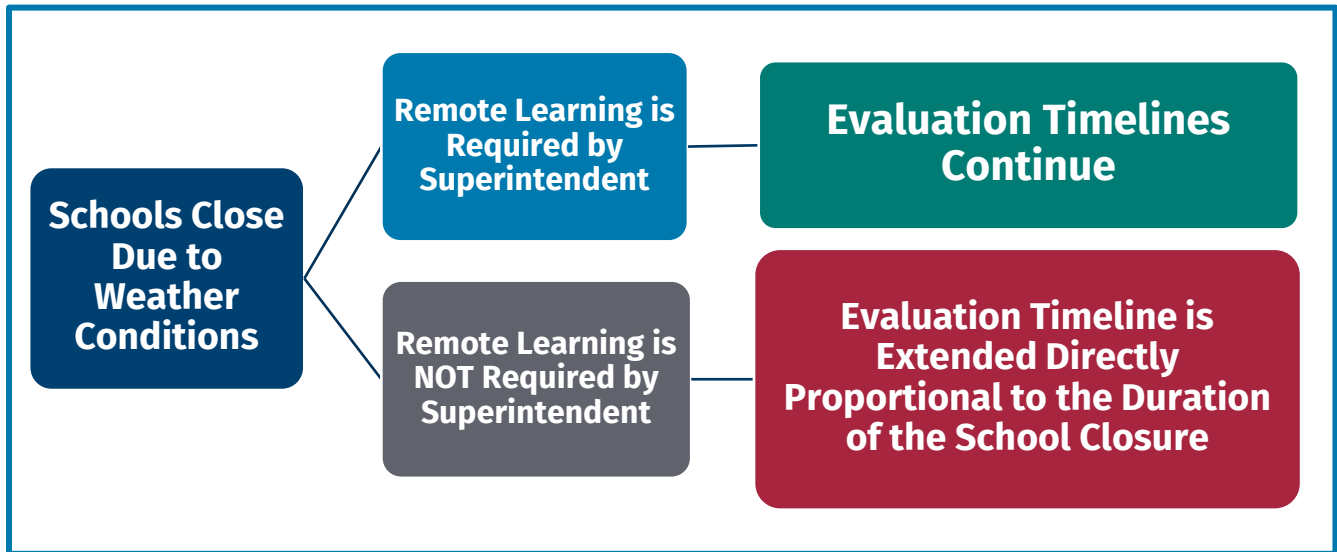 Schools Close
Due to
Weather
Conditions
Remote Learning is
Required by
Superintendent
Evaluation Timelines
Continue
Remote Learning is
NOT Required by
Superintendent
Evaluation Timeline is
Extended Directly
Proportional to the Duration
of the School Closure